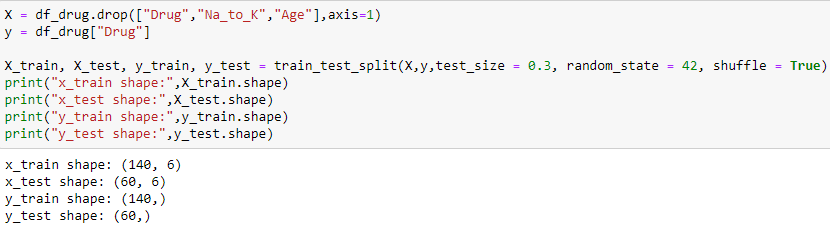 X = df_drug.drop(["Drug","Na_to_K","Age"],axis=1)
y = df_drug["Drug"]
X_train, X_test, y_train, y_test = train_test_split(X,y,test_size = 0.3, random_state = 42, shuffle = True)
print("x_train shape:",X_train.shape)
print("x_test shape:",X_test.shape)
print("y_train shape:",y_train.shape)
print("y_test shape:",y_test.shape)
x_train shape: (140, 6)
x_test shape: (60, 6)
y_train shape: (140,)
y_test shape: (60,)